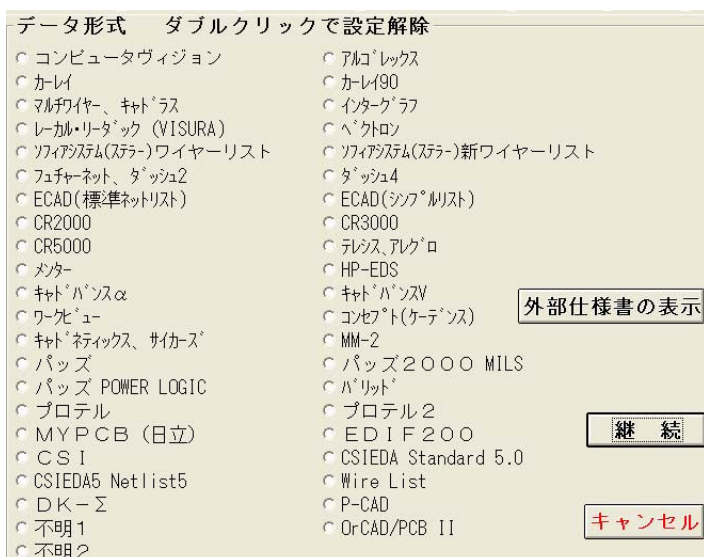 データ形式　ダブルクリックで設定解除
コンピュータヴィジョン
ｶｰﾚｲ
ﾏﾙﾁﾜｲﾔｰ、ｷｬﾄﾞﾗｽ
ﾚｰｶﾙ･ﾘｰﾀﾞｯｸ (VISURA)
ｿﾌｨｱｼｽﾃﾑ(ｽﾃﾗｰ)ワイヤーリスト
ﾌｭﾁｬｰﾈｯﾄ、ﾀﾞｯｼｭ2
ECAD(標準ﾈｯﾄﾘｽﾄ)
CR2000
CR5000
ﾒﾝﾀｰ
ｷｬﾄﾞﾊﾞﾝｽα
ﾜｰｸﾋﾞｭｰ
ｷｬﾄﾞﾈﾃｨｯｸｽ、ｻｲｶｰｽﾞ
パッズ
パッズ POWER LOGIC
プロテル
ＭＹＰＣＢ（日立）
ＣＳＩ
CSIEDA5 Netlist5
ＤＫ－Σ
不明１
不明２
ｱﾙｺﾞﾚｯｸｽ
ｶｰﾚｲ90
ｲﾝﾀｰｸﾞﾗﾌ
ﾍﾞｸﾄﾛﾝ
ｿﾌｨｱｼｽﾃﾑ(ｽﾃﾗｰ)新ワイヤーリスト
ﾀﾞｯｼｭ4
ECAD(ｼﾝﾌﾟﾙﾘｽﾄ)
CR3000
ﾃﾚｼｽ､ｱﾚｸﾞﾛ
HP-EDS
ｷｬﾄﾞﾊﾞﾝｽV
ｺﾝｾﾌﾟﾄ(ｹｰﾃﾞﾝｽ)
MM-2
パッズ２０００ MILS
ﾊﾞﾘｯﾄﾞ
プロテル２
ＥＤＩＦ２００
CSIEDA Standard 5.0
Wire List
P-CAD
OrCAD/PCB II
外部仕様書の表示
継　続
キャンセル